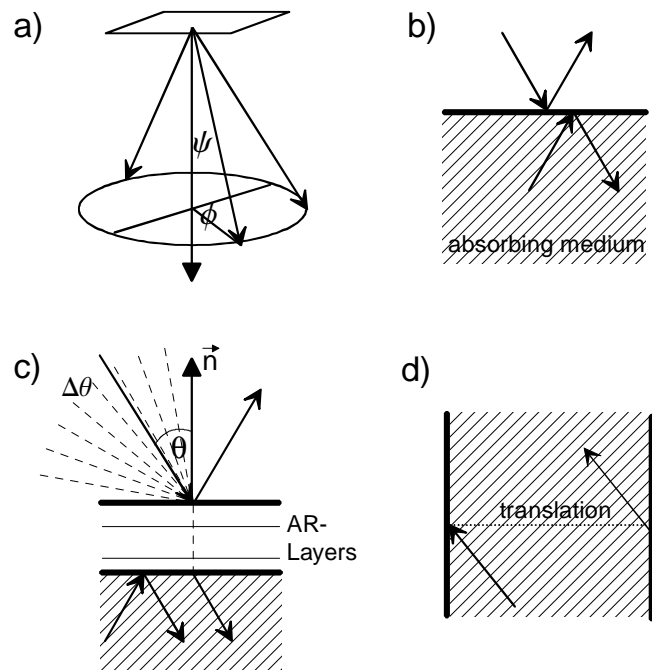 a)
ψ
ϕ
b)
absorbing medium
c)
Δθ
θ
n⃗
AR-
Layers
d)
translation